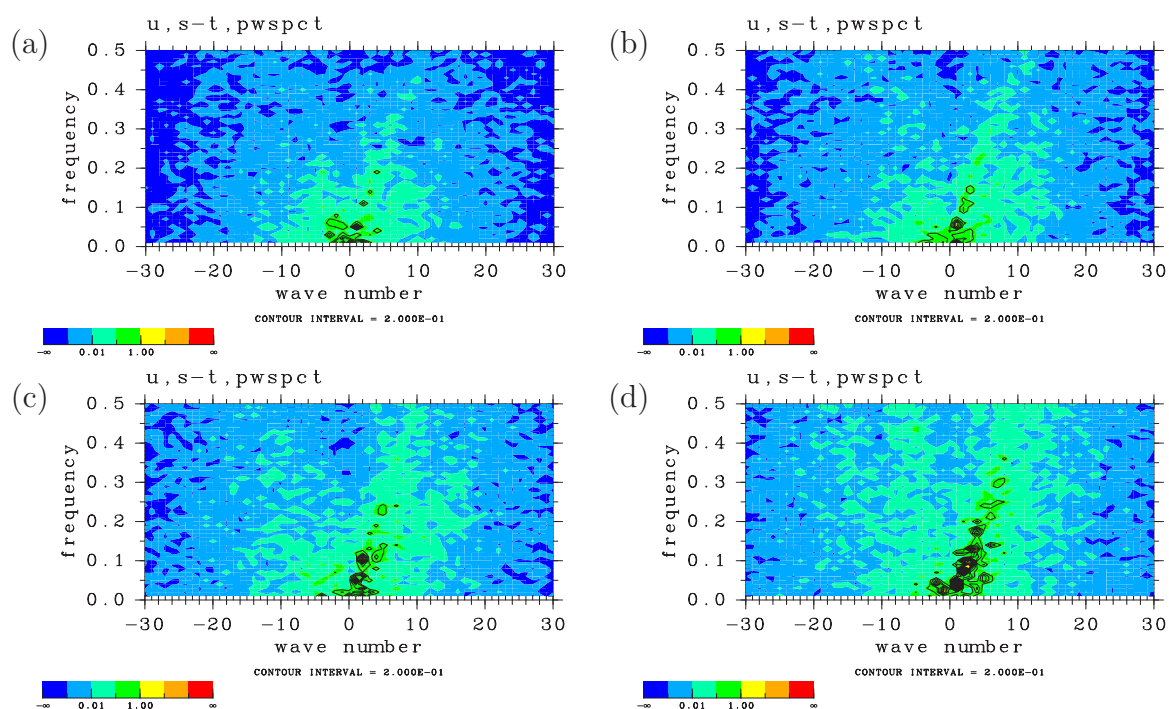 (a)
u,s-t,pwspct
0.5
0.4
0.3
0.2
0.1
0.0
frequency
-30 -20 -10 0 10 20 30
wave number
CONTOUR INTERVAL = 2.000E-01
-∞ 0.01 1.00 ∞
(b)
u,s-t,pwspct
0.5
0.4
0.3
0.2
0.1
0.0
frequency
-30 -20 -10 0 10 20 30
wave number
CONTOUR INTERVAL = 2.000E-01
-∞ 0.01 1.00 ∞
(c)
u,s-t,pwspct
0.5
0.4
0.3
0.2
0.1
0.0
frequency
-30 -20 -10 0 10 20 30
wave number
CONTOUR INTERVAL = 2.000E-01
-∞ 0.01 1.00 ∞
(d)
u,s-t,pwspct
0.5
0.4
0.3
0.2
0.1
0.0
frequency
-30 -20 -10 0 10 20 30
wave number
CONTOUR INTERVAL = 2.000E-01
-∞ 0.01 1.00 ∞